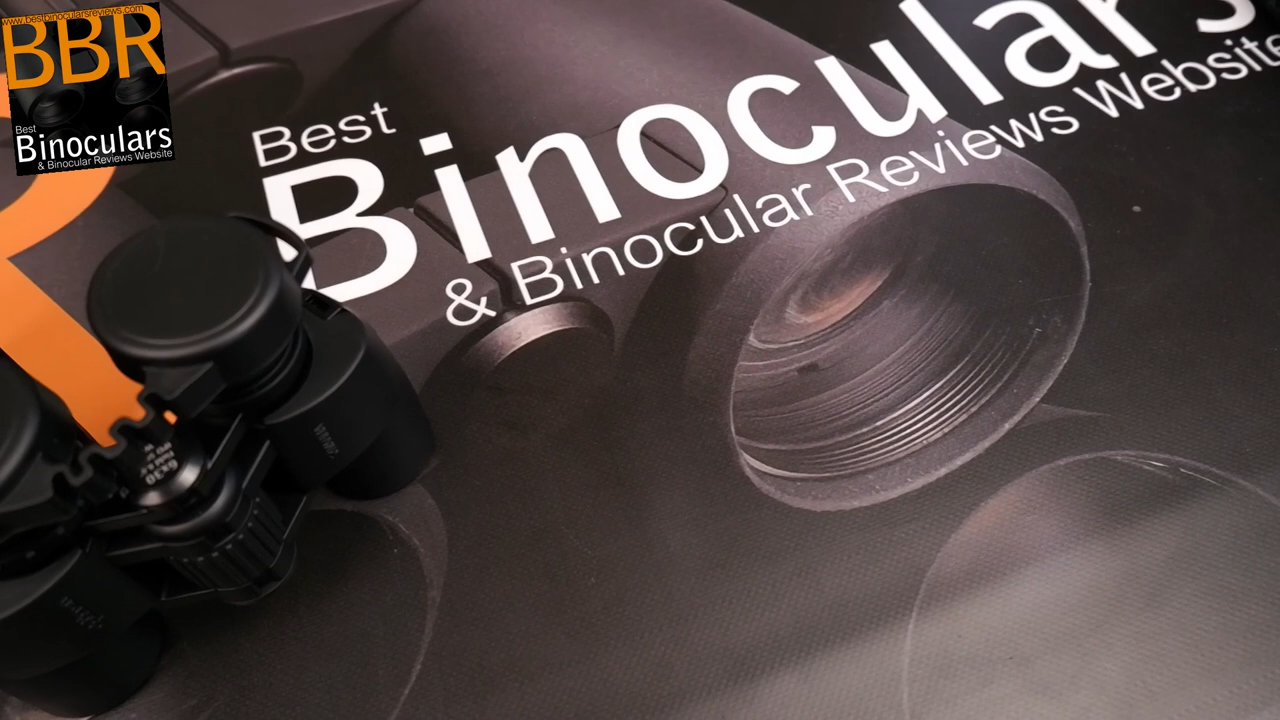 www.bestbinocularsreviews.com
BBR
Best
Binoculars
& Binocular Reviews Website
Best
Binoculars
& Binocular Reviews Website
6x30